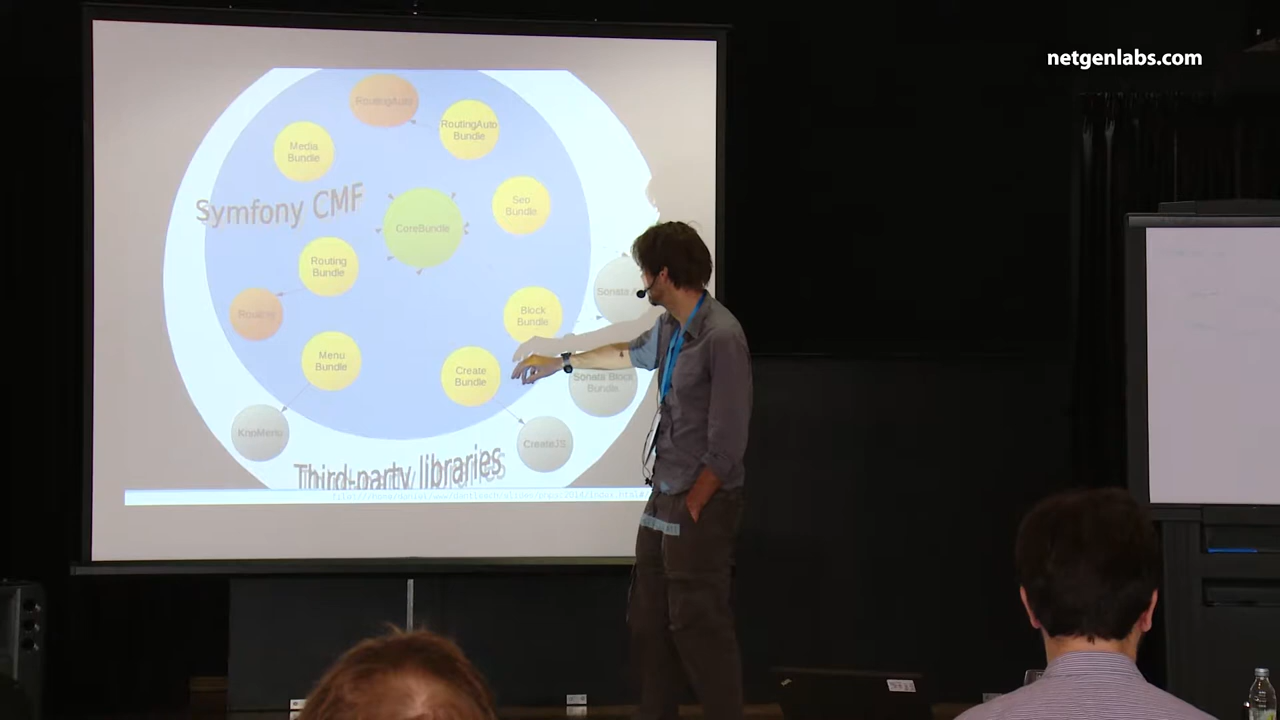 netgenlabs.com
RoutingAuto
RoutingAuto
Bundle
Media
Bundle
Symfony CMF
Seo
Bundle
CoreBundle
Routing
Bundle
Routing
Sonata
Block
Bundle
Menu
Bundle
Create
Bundle
Sonata Block
Bundle
KnpMenu
CreateJS
Third-party libraries